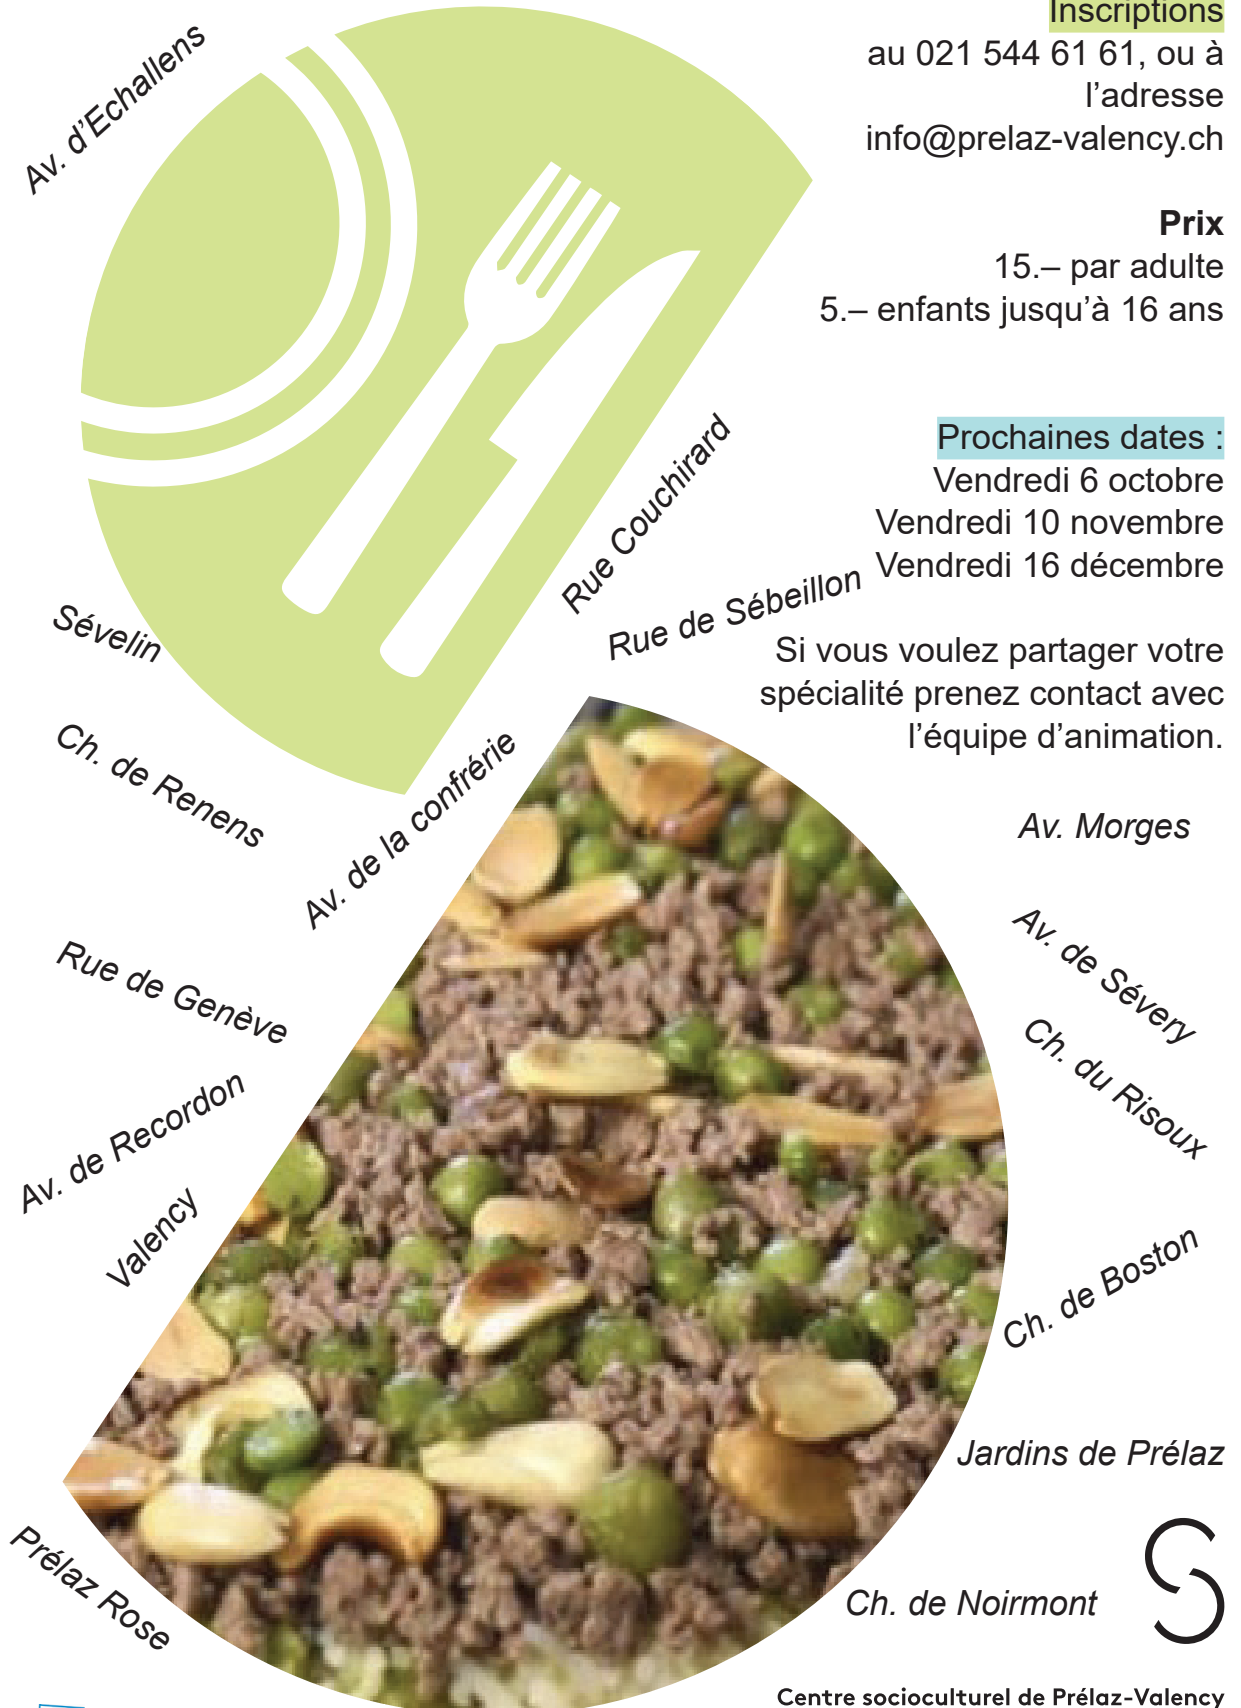 Inscriptions
au 021 544 61 61, ou à
l’adresse
info@prelaz-valency.ch
Prix
15.– par adulte
5.– enfants jusqu’à 16 ans
Prochaines dates :
Vendredi 6 octobre
Vendredi 10 novembre
Vendredi 16 décembre
Si vous voulez partager votre
spécialité prenez contact avec
l’équipe d’animation.
Av. d’Echallens
Rue Couchirard
Rue de Sébeillon
Sévelin
Ch. de Renens
Av. de la confrérie
Av. Morges
Av. de Sévery
Rue de Genève
Ch. du Risoux
Av. de Recordon
Valency
Ch. de Boston
Jardins de Prélaz
Prélaz Rose
Ch. de Noirmont
Centre socioculturel de Prélaz-Valency